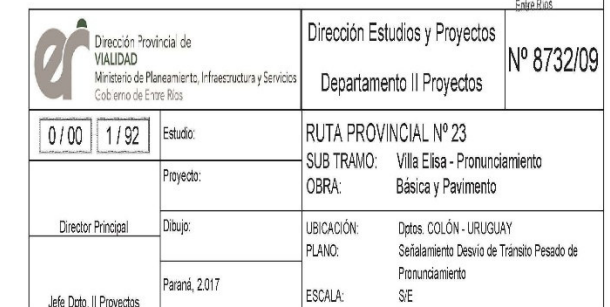 Entre Ríos
Dirección Provincial de
VIALIDAD
Ministerio de Planeamiento, Infraestructura y Servicios
Gobierno de Entre Ríos
Dirección Estudios y Proyectos
Departamento II Proyectos
Nº 8732/09
0 / 00
1 / 92
Estudio:
Proyecto:
Dibujo:
Paraná, 2.017
Director Principal
Jefe Dpto. II Proyectos
RUTA PROVINCIAL Nº 23
SUB TRAMO: Villa Elisa - Pronunciamiento
OBRA: Básica y Pavimento
UBICACIÓN: Dptos. COLÓN - URUGUAY
PLANO: Señalamiento Desvío de Tránsito Pesado de
Pronunciamiento
ESCALA: S/E